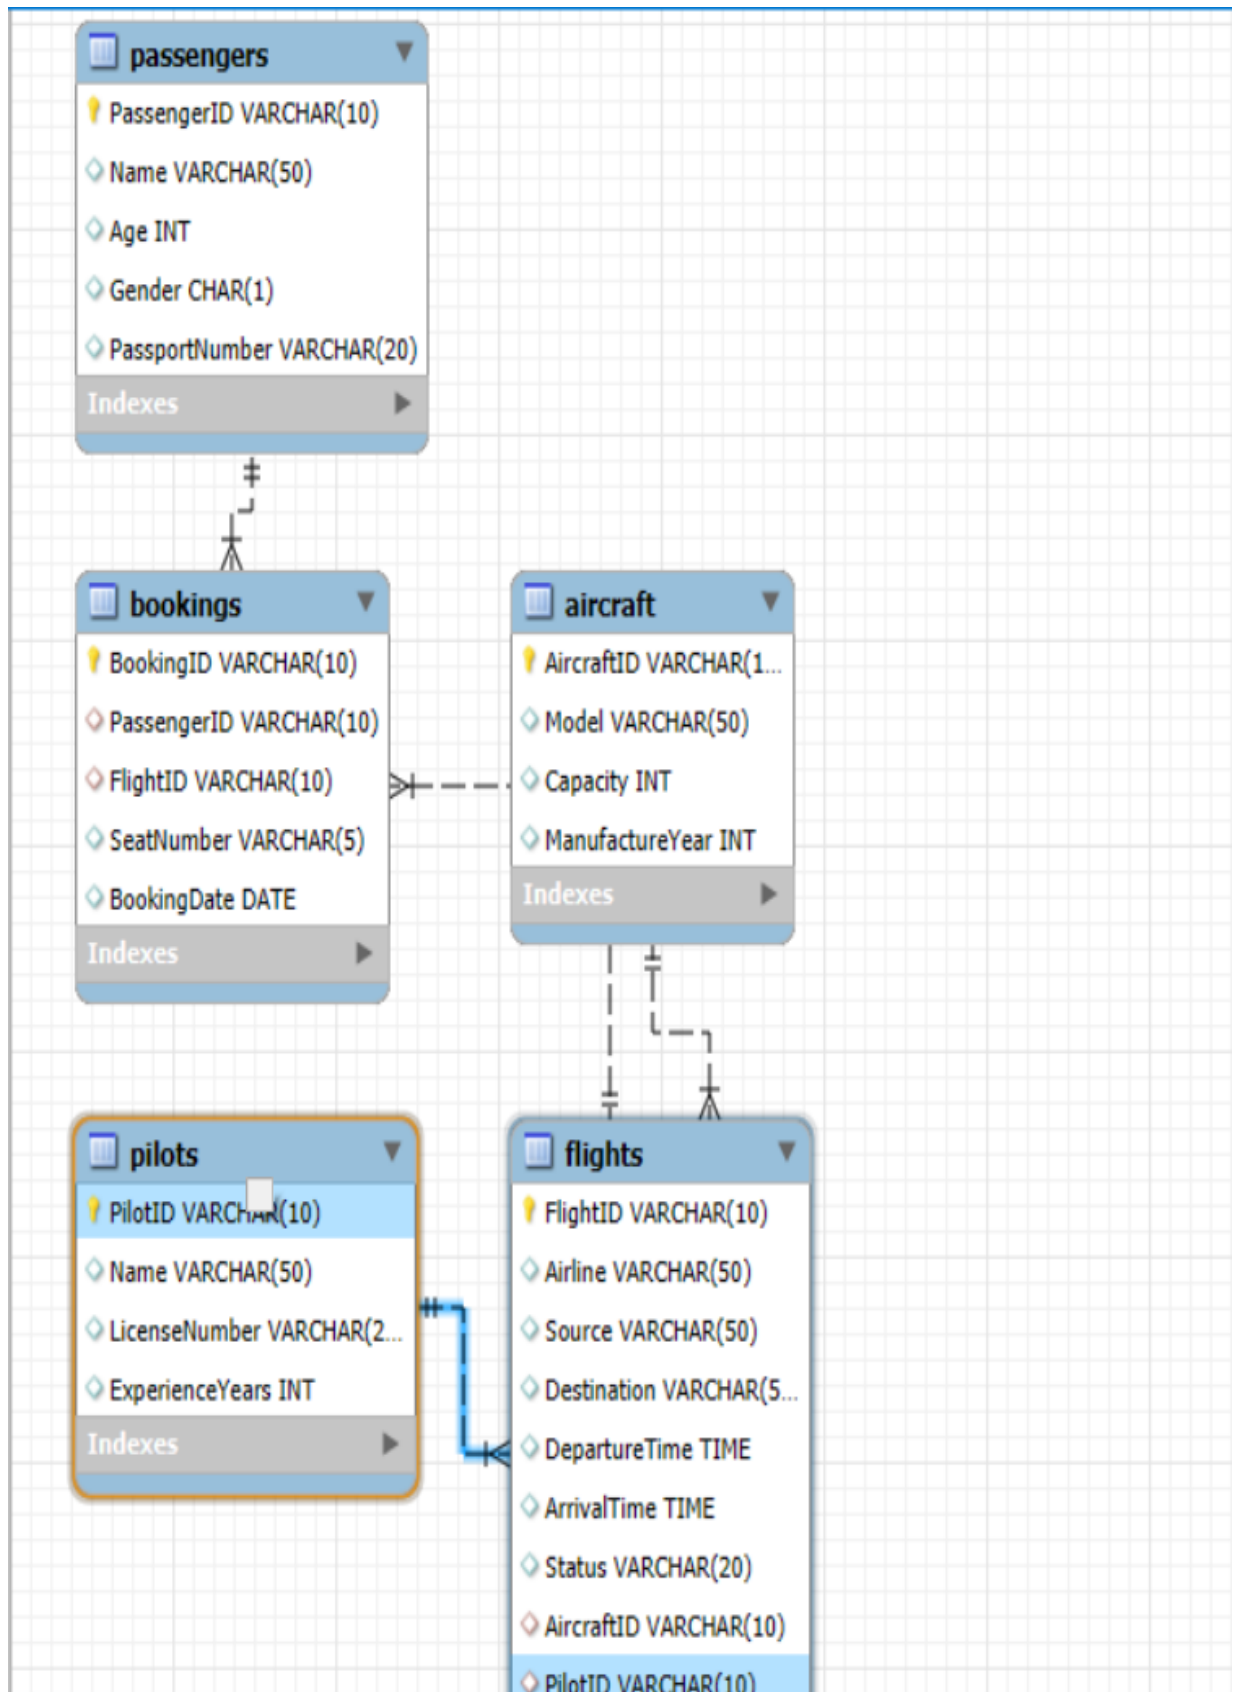 passengers
PassengerID VARCHAR(10)
Name VARCHAR(50)
Age INT
Gender CHAR(1)
PassportNumber VARCHAR(20)
Indexes
bookings
BookingID VARCHAR(10)
PassengerID VARCHAR(10)
FlightID VARCHAR(10)
SeatNumber VARCHAR(5)
BookingDate DATE
Indexes
aircraft
AircraftID VARCHAR(1...
Model VARCHAR(50)
Capacity INT
ManufactureYear INT
Indexes
pilots
PilotID VARCHAR(10)
Name VARCHAR(50)
LicenseNumber VARCHAR(2...
ExperienceYears INT
Indexes
flights
FlightID VARCHAR(10)
Airline VARCHAR(50)
Source VARCHAR(50)
Destination VARCHAR(5...
DepartureTime TIME
ArrivalTime TIME
Status VARCHAR(20)
AircraftID VARCHAR(10)
PilotID VARCHAR(10)